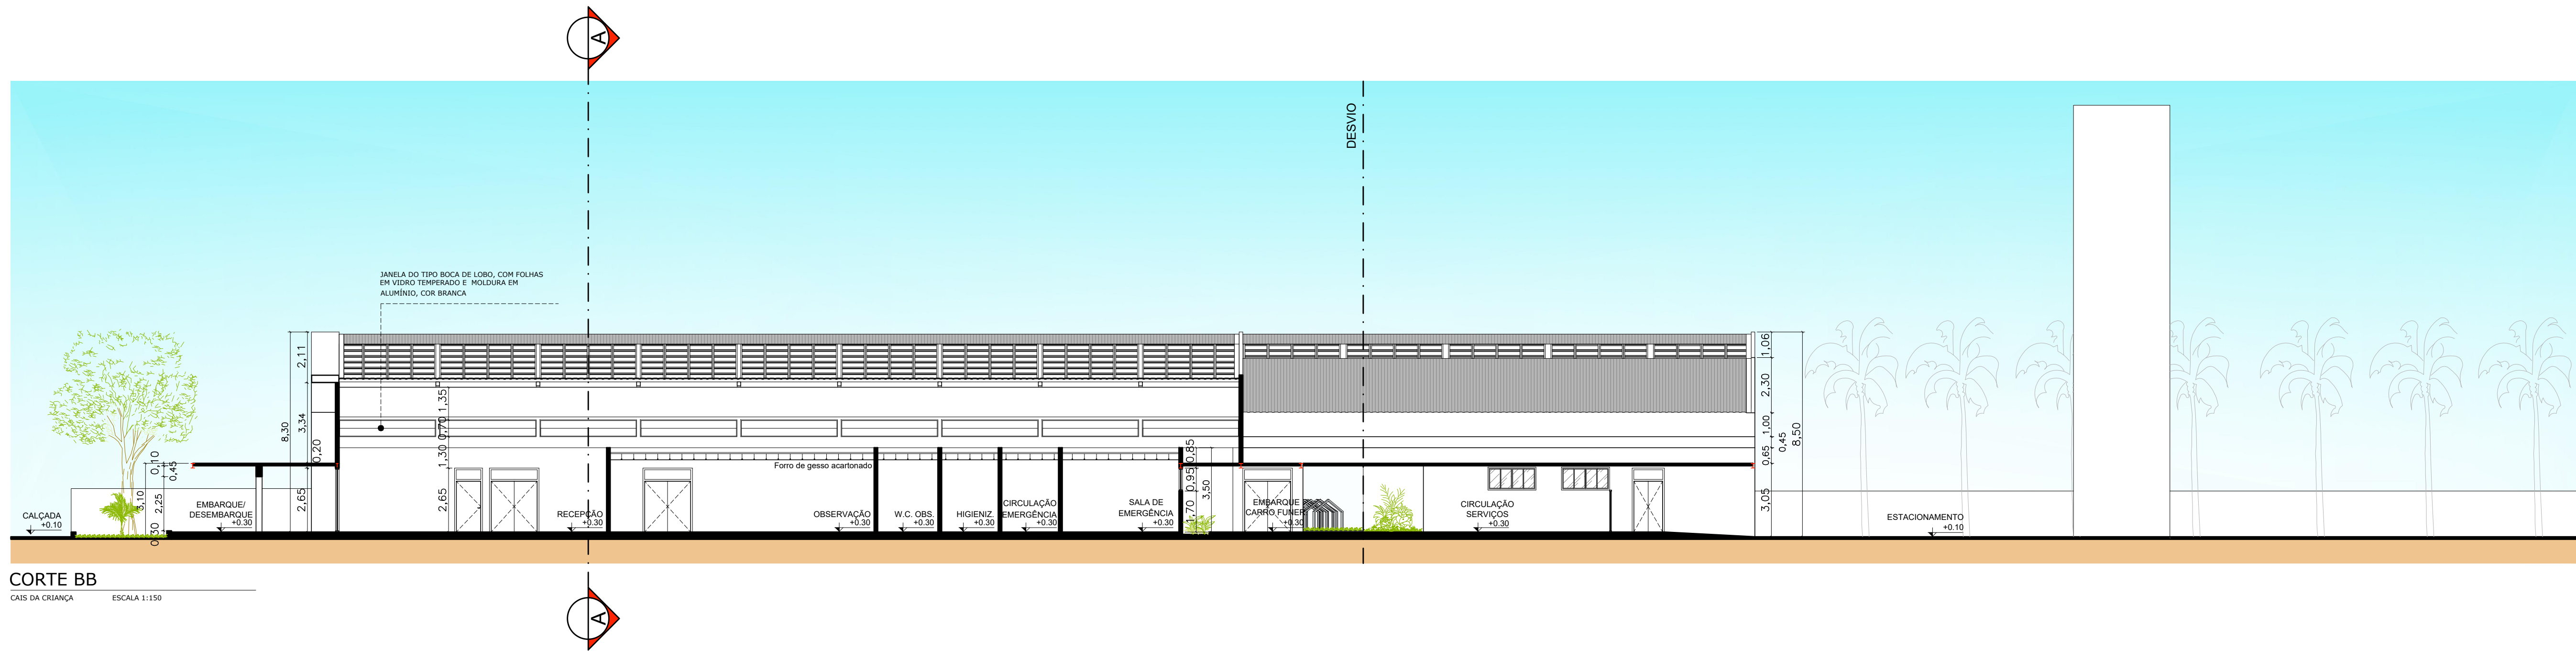 A
DESVIO
JANELA DO TIPO BOCA DE LOBO, COM FOLHAS
EM VIDRO TEMPERADO E MOLDURA EM
ALUMÍNIO, COR BRANCA
8,30
2,11
3,34
0,20
2,65
3,10
0,10
0,45
2,25
1,35
0,70
1,30
2,65
Forro de gesso acartonado
0,85
0,95
1,70
3,50
1,06
2,30
1,00
0,45
0,65
3,05
8,50
CALÇADA
+0.10
EMBARQUE/
DESEMBARQUE
+0.30
RECEPÇÃO
+0.30
OBSERVAÇÃO
+0.30
W.C. OBS.
+0.30
HIGIENIZ.
+0.30
CIRCULAÇÃO
EMERGÊNCIA
+0.30
SALA DE
EMERGÊNCIA
+0.30
EMBARQUE
CARRO FUNER.
+0.30
CIRCULAÇÃO
SERVIÇOS
+0.30
ESTACIONAMENTO
+0.10
CORTE BB
CAIS DA CRIANÇA ESCALA 1:150
A